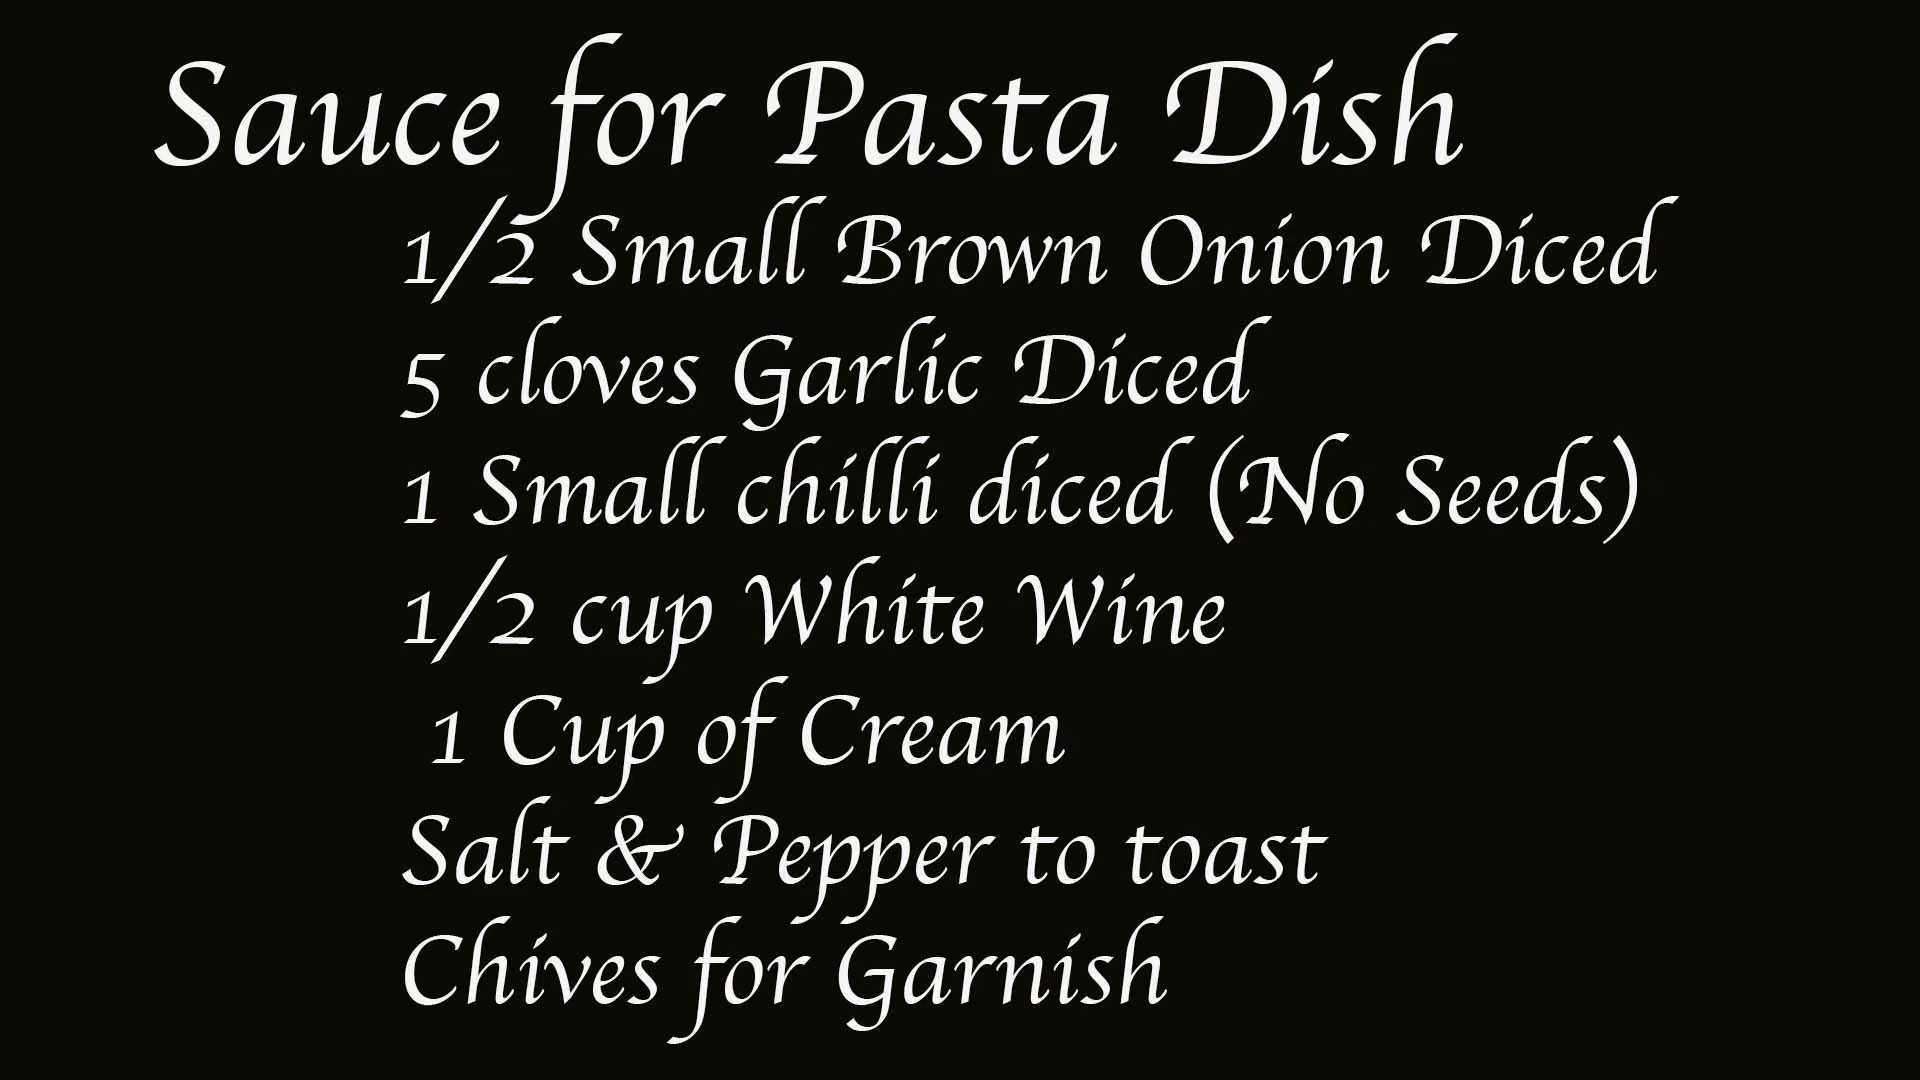 Sauce for Pasta Dish
1/2 Small Brown Onion Diced
5 cloves Garlic Diced
1 Small chilli diced (No Seeds)
1/2 cup White Wine
1 Cup of Cream
Salt & Pepper to toast
Chives for Garnish